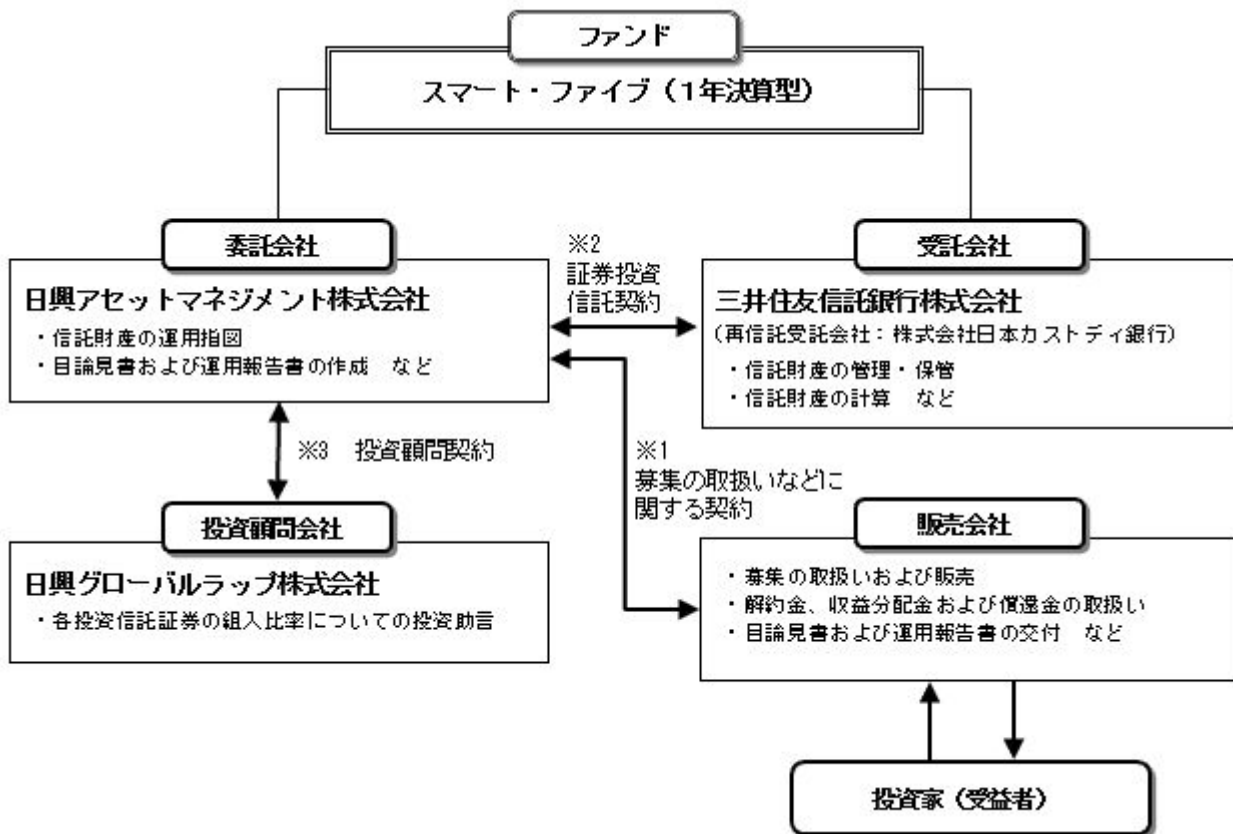 ファンド
スマート・ファイブ（1年決算型）
委託会社
日興アセットマネジメント株式会社
・信託財産の運用指図
・目論見書および運用報告書の作成　など
※2
証券投資
信託契約
受託会社
三井住友信託銀行株式会社
（再信託受託会社：株式会社日本カストディ銀行）
・信託財産の管理・保管
・信託財産の計算　など
※3　投資顧問契約
※1
募集の取扱いなどに
関する契約
投資顧問会社
日興グローバルラップ株式会社
・各投資信託証券の組入比率についての投資助言
販売会社
・募集の取扱いおよび販売
・解約金、収益分配金および償還金の取扱い
・目論見書および運用報告書の交付　など
投資家（受益者）